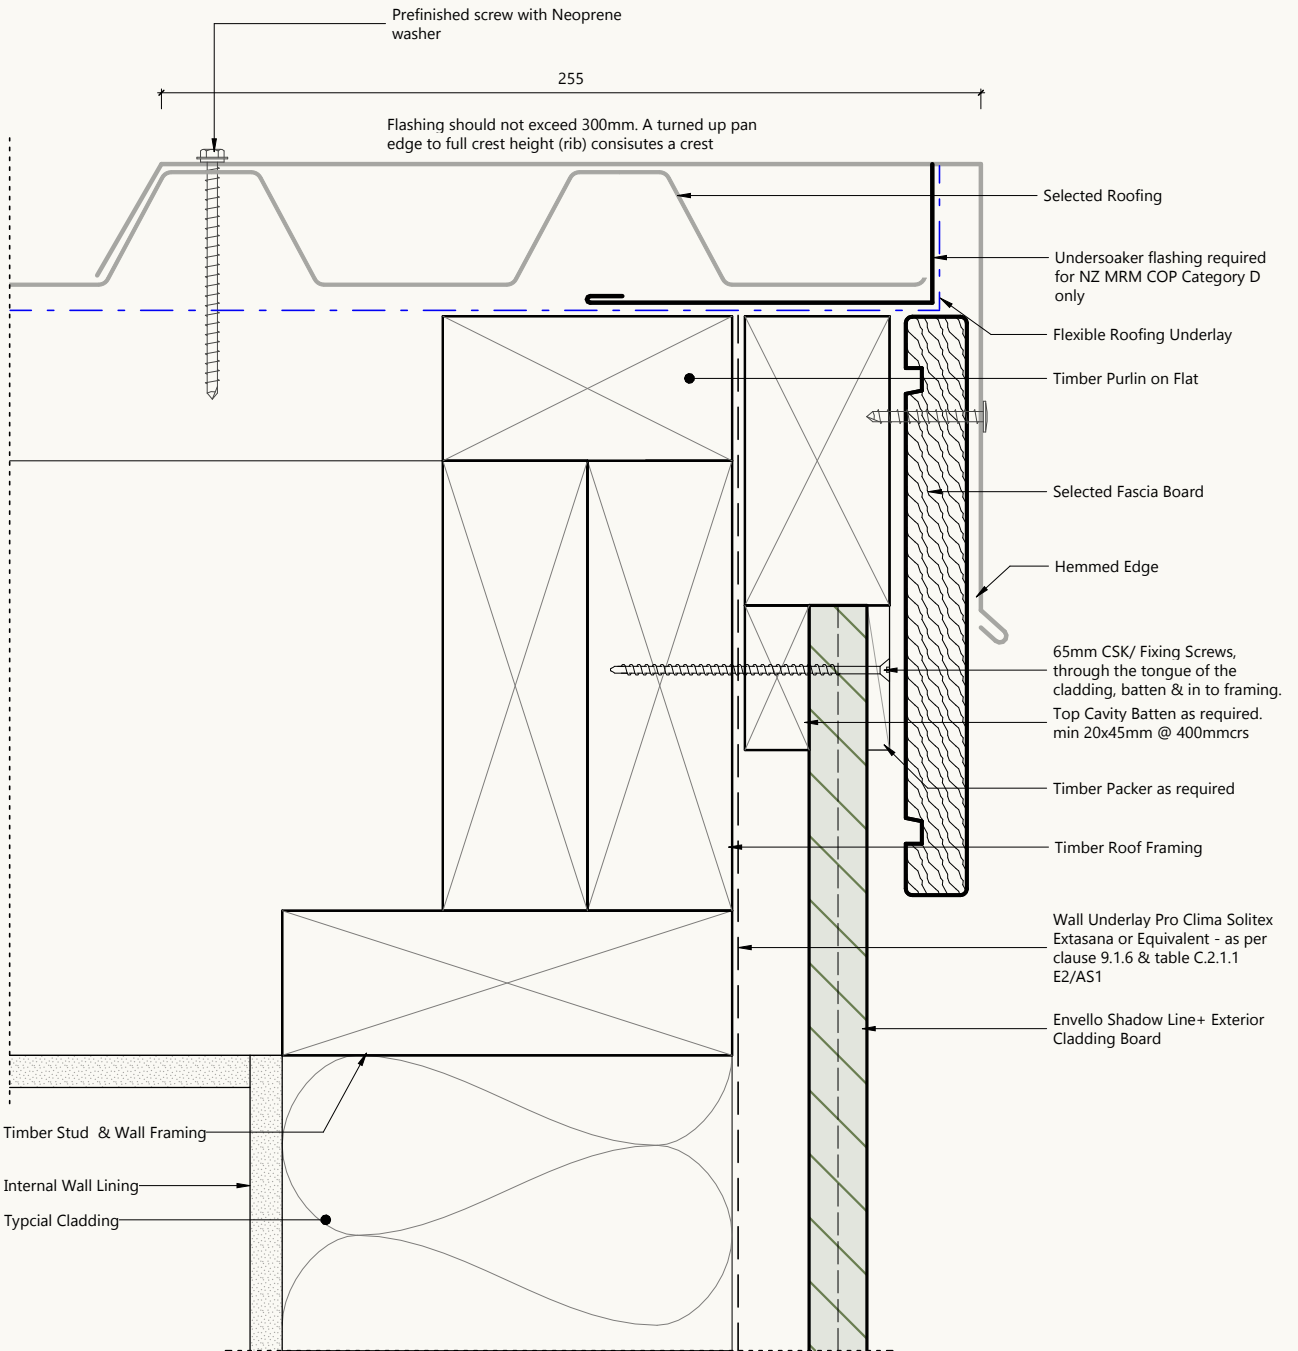 Prefinished screw with Neoprene
washer
255
Flashing should not exceed 300mm. A turned up pan
edge to full crest height (rib) consisutes a crest
Selected Roofing
Undersoaker flashing required
for NZ MRM COP Category D
only
Flexible Roofing Underlay
Timber Purlin on Flat
Selected Fascia Board
Hemmed Edge
65mm CSK/ Fixing Screws,
through the tongue of the
cladding, batten & in to framing.
Top Cavity Batten as required.
min 20x45mm @ 400mmcrs
Timber Packer as required
Timber Roof Framing
Wall Underlay Pro Clima Solitex
Extasana or Equivalent - as per
clause 9.1.6 & table C.2.1.1
E2/AS1
Envello Shadow Line+ Exterior
Cladding Board
Timber Stud & Wall Framing
Internal Wall Lining
Typcial Cladding